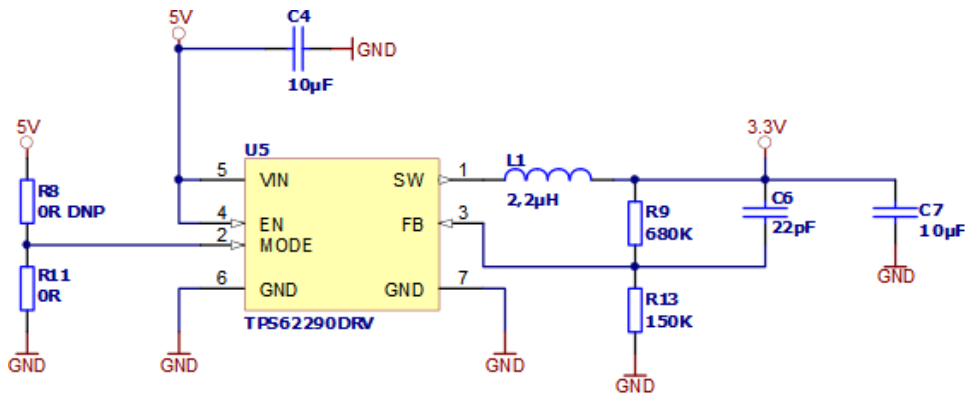 5V
C4
GND
10µF
5V
3.3V
U5
L1
5
VIN
SW
1
2,2µH
R8
0R DNP
C6
22pF
R9
680K
C7
10µF
4
EN
FB
3
2
MODE
R11
0R
6
GND
GND
7
GND
R13
150K
TPS62290DRV
GND
GND
GND
GND